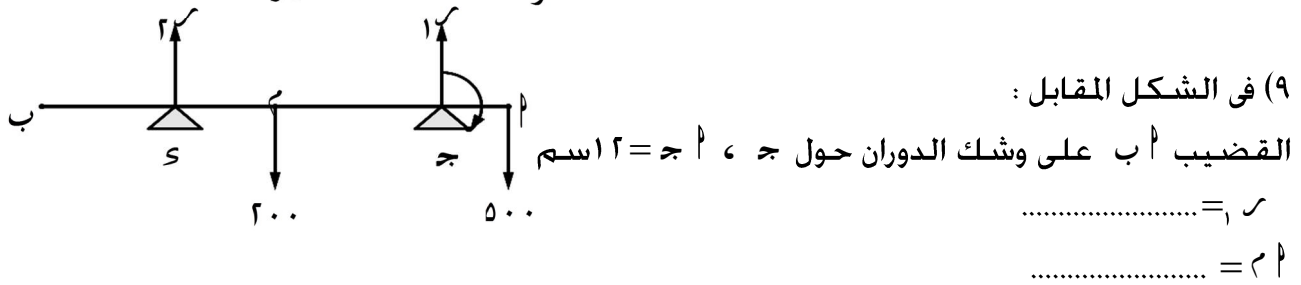 ٩) فى الشكل المقابل :
القضيب ﺃ ب على وشك الدوران حول جـ ، ﺃ جـ = ١٢سم
ر١ = ........................
ﺃ م = ........................
ر٢
ر١
ب
م
ﺃ
ء
جـ
٢٠٠
٥٠٠